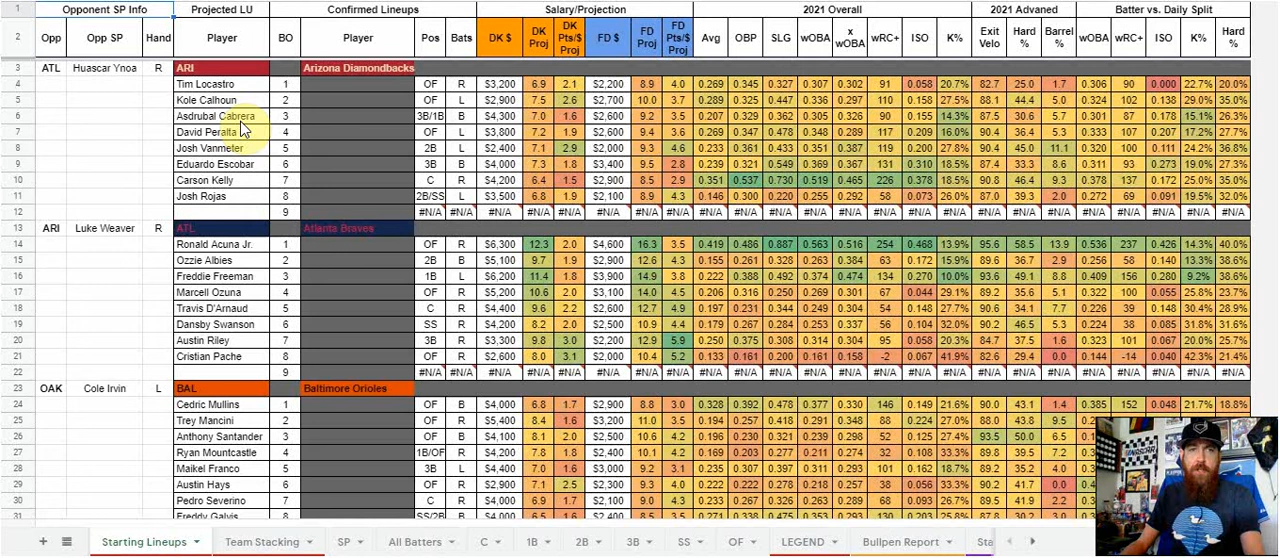 1 Opponent SP Info Projected LU Confirmed Lineups Salary/Projection 2021 Overall 2021 Advaned Batter vs. Daily Split
2 Opp Opp SP Hand Player BO Player Pos Bats DK $ DK Proj DK Pts/$ Proj FD $ FD Proj FD Pts/$ Proj Avg OBP SLG wOBA x wOBA wRC+ ISO K% Exit Velo Hard % Barrel % wOBA wRC+ ISO K% Hard %
3 ATL Huascar Ynoa R ARI Arizona Diamondbacks
4 Tim Locastro 1 OF R $3,200 6.9 2.1 $2,200 8.9 4.0 0.269 0.345 0.327 0.307 0.302 91 0.058 20.7% 82.7 25.0 1.7 0.306 90 0.000 22.7% 20.0%
5 Kole Calhoun 2 OF L $2,900 7.5 2.6 $2,700 10.0 3.7 0.289 0.325 0.447 0.336 0.297 110 0.158 27.5% 88.1 44.4 5.0 0.324 102 0.138 29.0% 35.0%
6 Asdrubal Cabrera 3 3B/1B B $4,300 7.0 1.6 $2,600 9.4 3.6 0.207 0.329 0.362 0.305 0.296 90 0.155 14.3% 87.5 30.6 5.7 0.301 87 0.178 15.1% 26.3%
7 David Peralta 4 OF L $3,800 7.2 1.9 $2,600 9.4 3.6 0.269 0.347 0.478 0.348 0.289 117 0.209 16.0% 90.4 36.4 5.3 0.333 107 0.207 17.2% 27.7%
8 Josh Vanmeter 5 2B L $2,400 7.1 2.9 $2,000 9.3 4.6 0.233 0.361 0.433 0.351 0.387 119 0.200 27.8% 90.4 45.0 11.1 0.320 100 0.111 24.2% 36.8%
9 Eduardo Escobar 6 3B B $4,000 7.3 1.8 $3,400 9.5 2.8 0.239 0.321 0.549 0.369 0.367 131 0.310 18.5% 87.4 33.3 8.6 0.311 93 0.273 19.0% 27.3%
10 Carson Kelly 7 C R $4,200 6.4 1.5 $2,900 8.5 2.9 0.351 0.537 0.730 0.519 0.465 226 0.378 18.5% 90.8 46.4 9.3 0.378 137 0.172 25.0% 35.0%
11 Josh Rojas 8 2B/SS L $3,500 6.8 1.9 $2,100 8.9 4.3 0.146 0.300 0.220 0.255 0.292 58 0.073 26.0% 87.0 39.3 2.0 0.262 69 0.091 19.5% 32.0%
12 9 #N/A #N/A #N/A #N/A #N/A #N/A #N/A #N/A #N/A #N/A #N/A #N/A #N/A #N/A #N/A #N/A #N/A #N/A #N/A #N/A #N/A #N/A #N/A #N/A
13 ARI Luke Weaver R ATL Atlanta Braves
14 Ronald Acuna Jr. 1 OF R $6,300 12.3 2.0 $4,600 16.3 3.5 0.419 0.486 0.887 0.563 0.516 254 0.468 13.9% 95.6 58.5 13.9 0.536 237 0.426 14.3% 40.0%
15 Ozzie Albies 2 2B B $5,100 9.7 1.9 $2,900 12.6 4.3 0.155 0.261 0.328 0.261 0.384 63 0.172 15.9% 89.2 36.7 2.9 0.256 58 0.140 13.3% 38.6%
16 Freddie Freeman 3 1B L $6,200 11.4 1.8 $3,900 14.9 3.8 0.222 0.388 0.492 0.374 0.474 134 0.270 10.0% 93.6 49.1 8.8 0.409 156 0.280 9.2% 38.6%
17 Marcell Ozuna 4 OF R $5,200 10.6 2.0 $3,100 14.0 4.5 0.206 0.316 0.250 0.264 0.292 67 0.044 29.1% 89.2 35.6 5.1 0.322 100 0.055 25.8% 23.7%
18 Travis D'Arnaud 5 C R $4,400 9.6 2.2 $2,600 12.7 4.9 0.197 0.231 0.344 0.248 0.300 54 0.148 27.7% 90.6 34.1 7.7 0.226 39 0.148 30.4% 28.9%
19 Dansby Swanson 6 SS R $4,200 8.2 2.0 $2,500 10.9 4.4 0.179 0.267 0.284 0.253 0.337 56 0.104 32.0% 90.2 46.5 5.3 0.224 38 0.085 31.8% 31.6%
20 Austin Riley 7 3B R $3,300 9.8 3.0 $2,200 12.9 5.9 0.250 0.375 0.308 0.304 0.332 95 0.058 20.3% 84.7 37.5 1.6 0.323 101 0.067 20.0% 25.7%
21 Cristian Pache 8 OF R $2,600 8.0 3.1 $2,000 10.4 5.2 0.133 0.161 0.200 0.161 0.158 -2 0.067 41.9% 82.6 29.4 0.0 0.144 -14 0.040 42.3% 21.4%
22 9 #N/A #N/A #N/A #N/A #N/A #N/A #N/A #N/A #N/A #N/A #N/A #N/A #N/A #N/A #N/A #N/A #N/A #N/A #N/A #N/A #N/A #N/A #N/A #N/A
23 OAK Cole Irvin L BAL Baltimore Orioles
24 Cedric Mullins 1 OF B $4,000 6.8 1.7 $2,900 8.8 3.0 0.328 0.392 0.478 0.377 0.330 146 0.149 21.6% 90.0 43.1 1.4 0.385 152 0.048 21.7% 18.8%
25 Trey Mancini 2 OF R $5,400 8.4 1.6 $3,200 11.0 3.5 0.194 0.257 0.418 0.291 0.348 88 0.224 27.0% 88.0 43.8 9.5
26 Anthony Santander 3 OF B $4,100 8.1 2.0 $2,500 10.6 4.2 0.196 0.230 0.321 0.239 0.290 52 0.125 27.4% 93.5 50.0
27 Ryan Mountcastle 4 1B/OF R $4,200 7.8 1.8 $2,400 10.1 4.2 0.169 0.203 0.277 0.211 0.264 32 0.108 33.3% 89.8 39.5 7.2
28 Maikel Franco 5 3B R $4,400 7.0 1.6 $3,000 9.2 3.1 0.235 0.307 0.397 0.311 0.283 101 0.162 18.7% 89.2 35.2 4.0
29 Austin Hays 6 OF R $2,900 7.1 2.5 $2,300 9.3 4.0 0.222 0.222 0.278 0.218 0.227 38 0.056 33.3% 90.2 41.7 0.0
30 Pedro Severino 7 C R $4,000 6.9 1.7 $2,100 9.0 4.3 0.233 0.267 0.326 0.263 0.287 68 0.093 26.7% 89.5 41.9 2.2
31 Freddy Galvis 8 SS/2B
+ Starting Lineups Team Stacking SP All Batters C 1B 2B 3B SS OF LEGEND Bullpen Report Sta